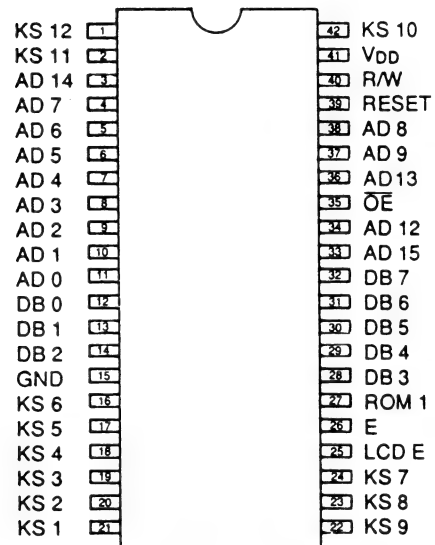 KS 12 1 42 KS 10
KS 11 2 41 VDD
AD 14 3 40 R/W
AD 7 4 39 RESET
AD 6 5 38 AD 8
AD 5 6 37 AD 9
AD 4 7 36 AD 13
AD 3 8 35 O̅E̅
AD 2 9 34 AD 12
AD 1 10 33 AD 15
AD 0 11 32 DB 7
DB 0 12 31 DB 6
DB 1 13 30 DB 5
DB 2 14 29 DB 4
GND 15 28 DB 3
KS 6 16 27 ROM 1
KS 5 17 26 E
KS 4 18 25 LCD E
KS 3 19 24 KS 7
KS 2 20 23 KS 8
KS 1 21 22 KS 9